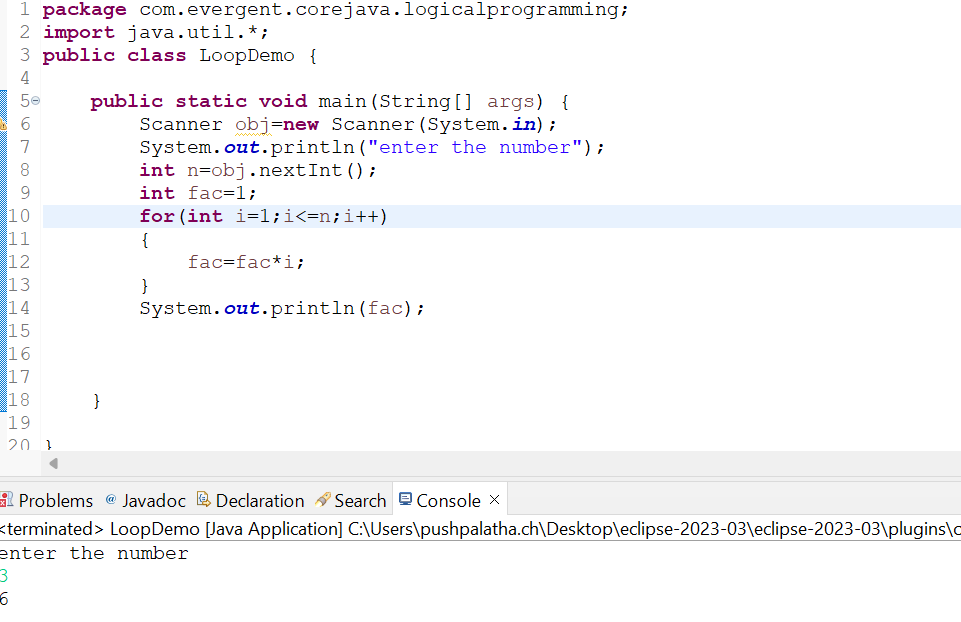 1 package com.evergent.corejava.logicalprogramming;
2 import java.util.*;
3 public class LoopDemo {
4
5 public static void main(String[] args) {
6 Scanner obj=new Scanner(System.in);
7 System.out.println("enter the number");
8 int n=obj.nextInt();
9 int fac=1;
10 for(int i=1;i<=n;i++)
11 {
12 fac=fac*i;
13 }
14 System.out.println(fac);
15
16
17
18 }
19
20 }
Problems @ Javadoc Declaration Search Console
<terminated> LoopDemo [Java Application] C:\Users\pushpalatha.ch\Desktop\eclipse-2023-03\eclipse-2023-03\plugins\o
enter the number
3
6